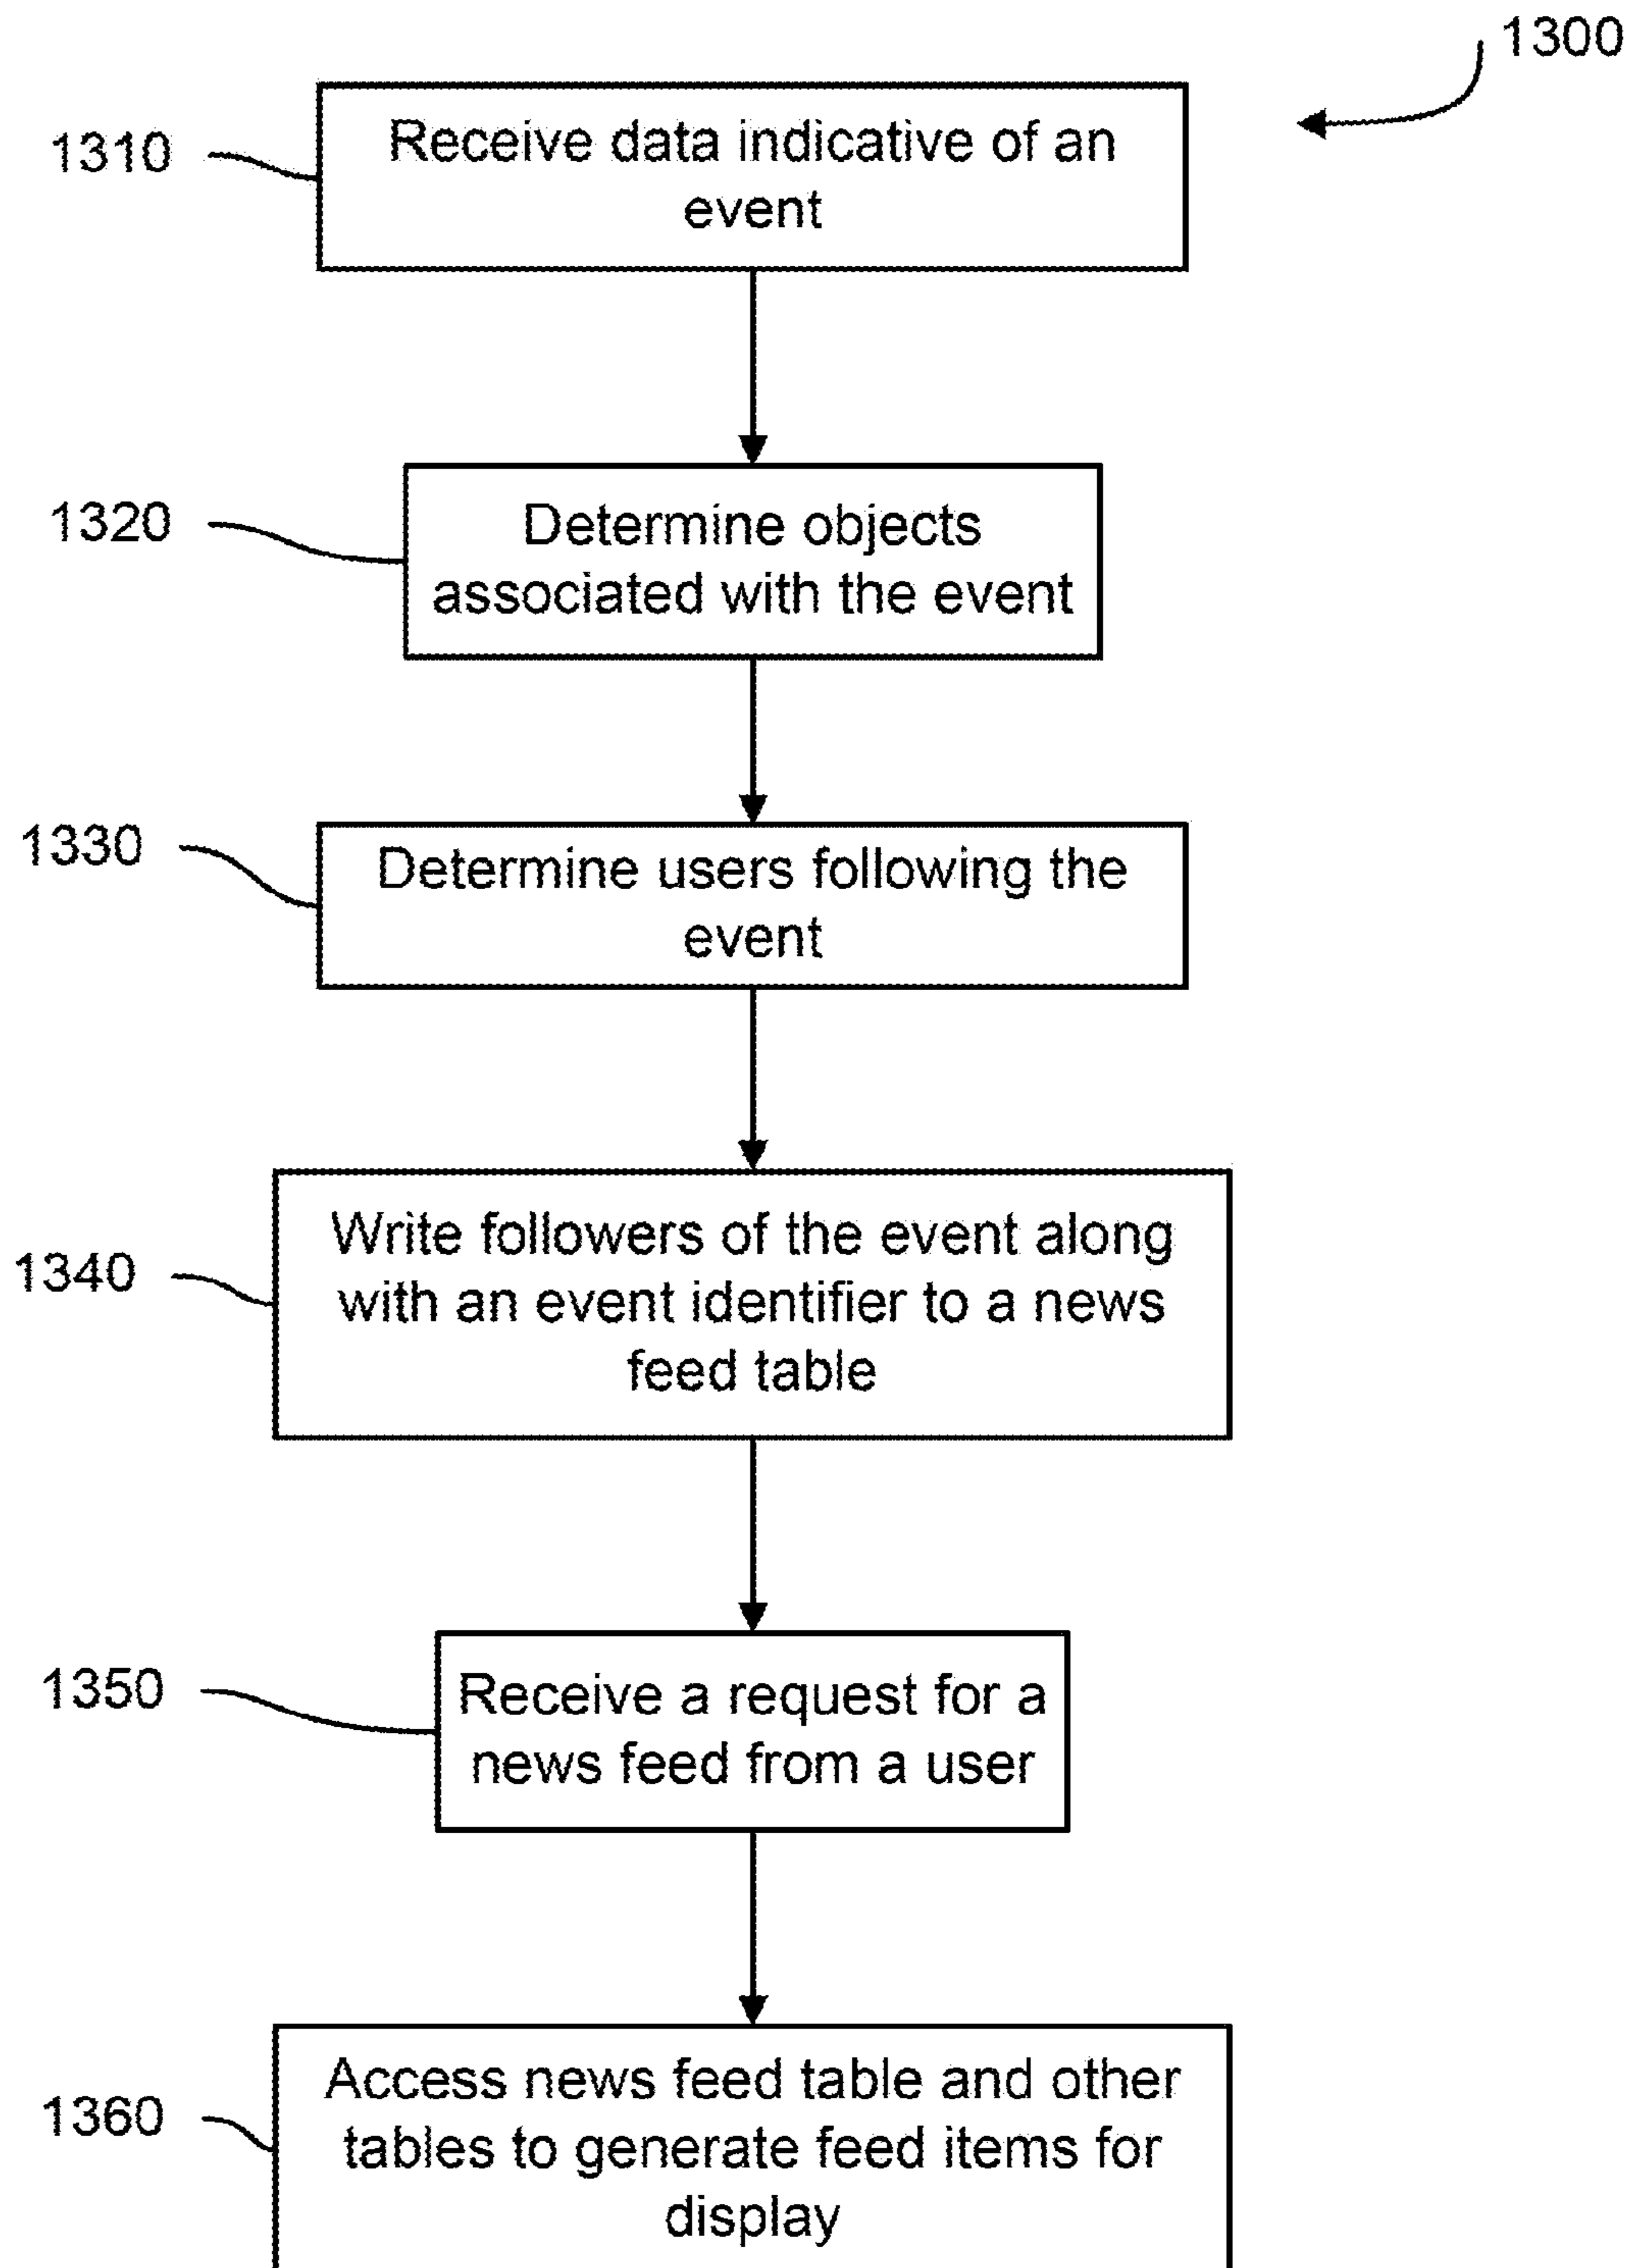 1300
1310
Receive data indicative of an
event
1320
Determine objects
associated with the event
1330
Determine users following the
event
1340
Write followers of the event along
with an event identifier to a news
feed table
1350
Receive a request for a
news feed from a user
1360
Access news feed table and other
tables to generate feed items for
display